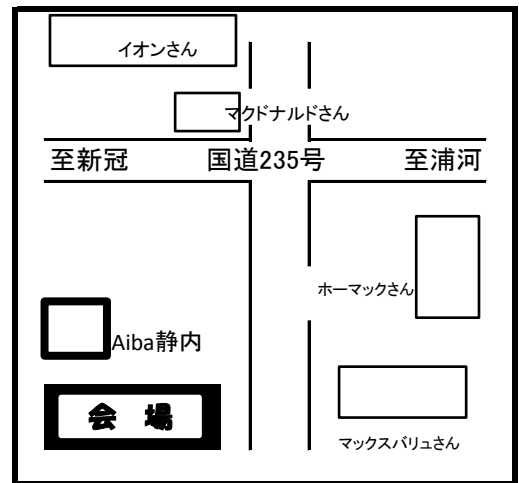 イオンさん
マクドナルドさん
至新冠 国道235号 至浦河
ホーマックさん
Aiba静内
会 場
マックスバリュさん